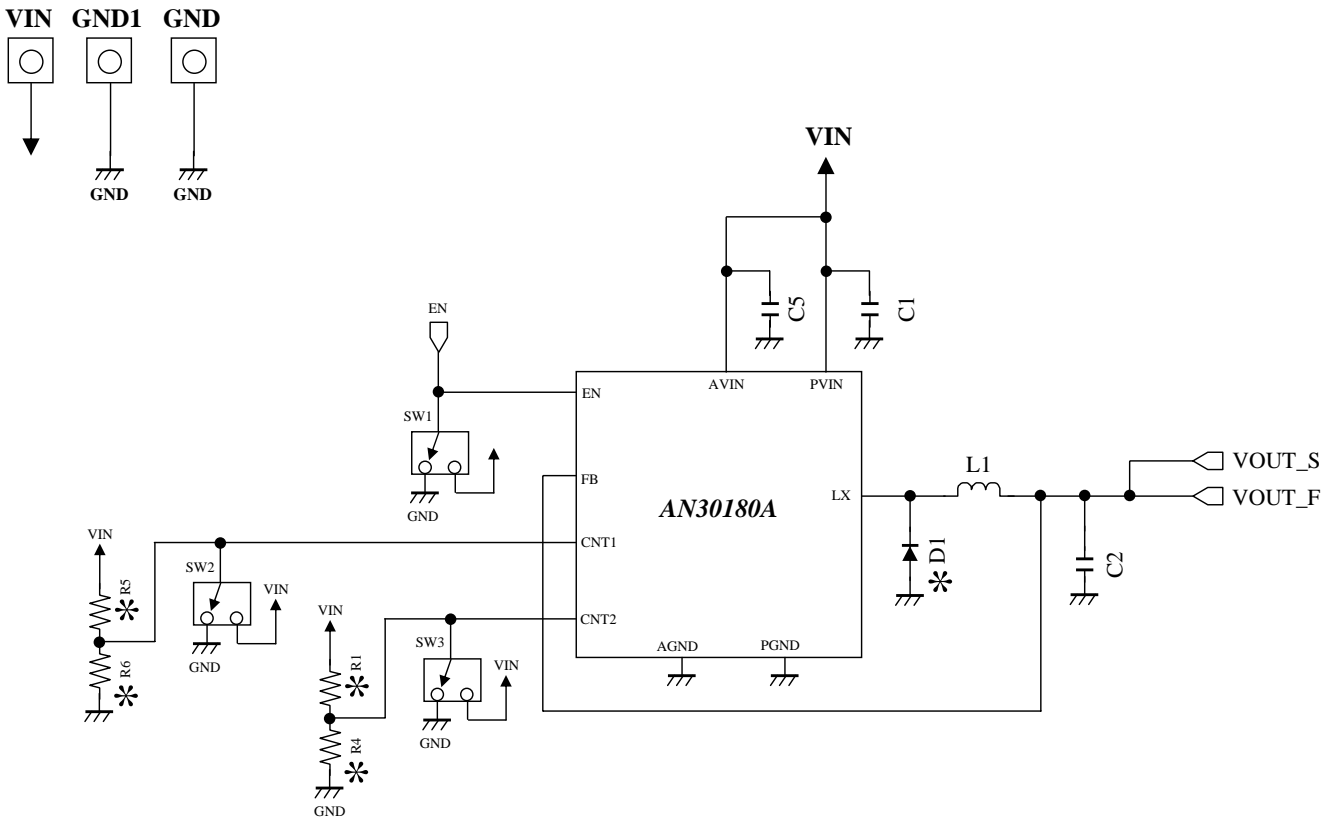 VIN GND1 GND
GND GND
VIN
C5
C1
EN
SW1
GND
EN
AVIN
PVIN
FB
CNT1
CNT2
AN30180A
LX
AGND
PGND
L1
VOUT_S
VOUT_F
*D1
C2
VIN
R5
*
R6
*
SW2
VIN
GND
VIN
R1
*
R4
*
GND
SW3
VIN
GND